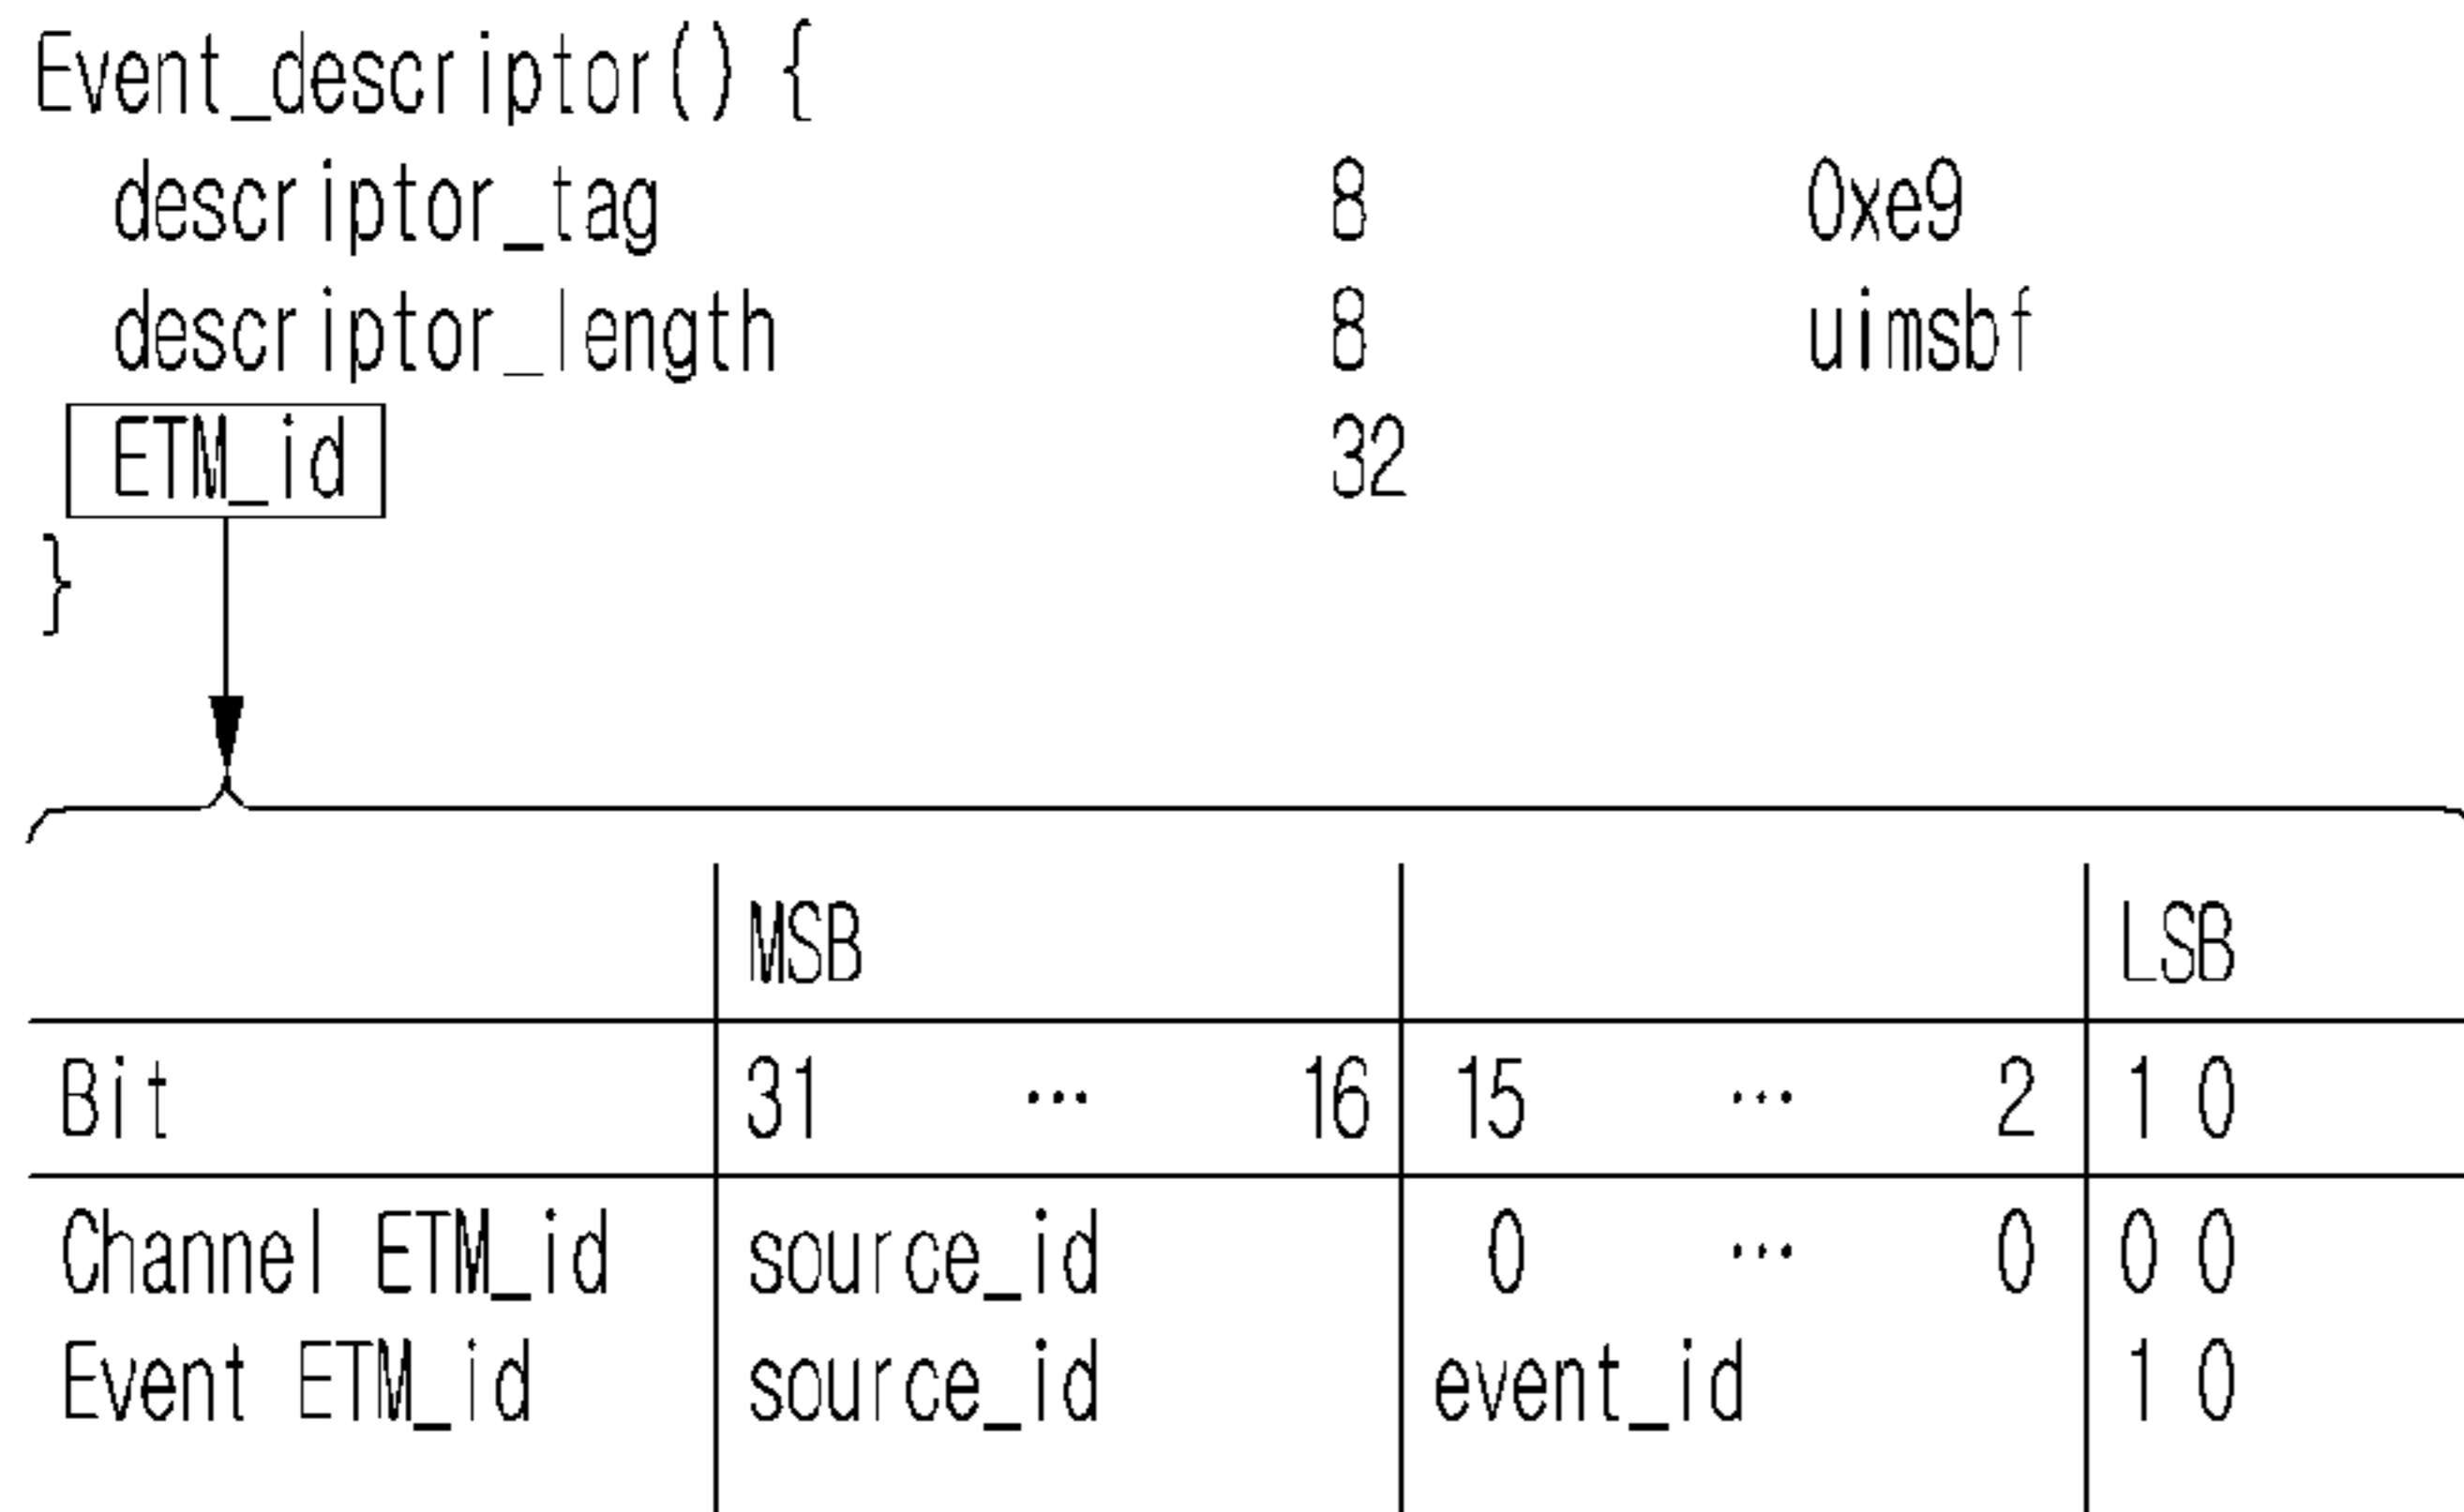 Event_descriptor() {
descriptor_tag 8 0xe9
descriptor_length 8 uimsbf
ETM_id 32
}
MSB LSB
Bit 31 ... 16 15 ... 2 1 0
Channel ETM_id source_id 0 ... 0 0 0
Event ETM_id source_id event_id 1 0